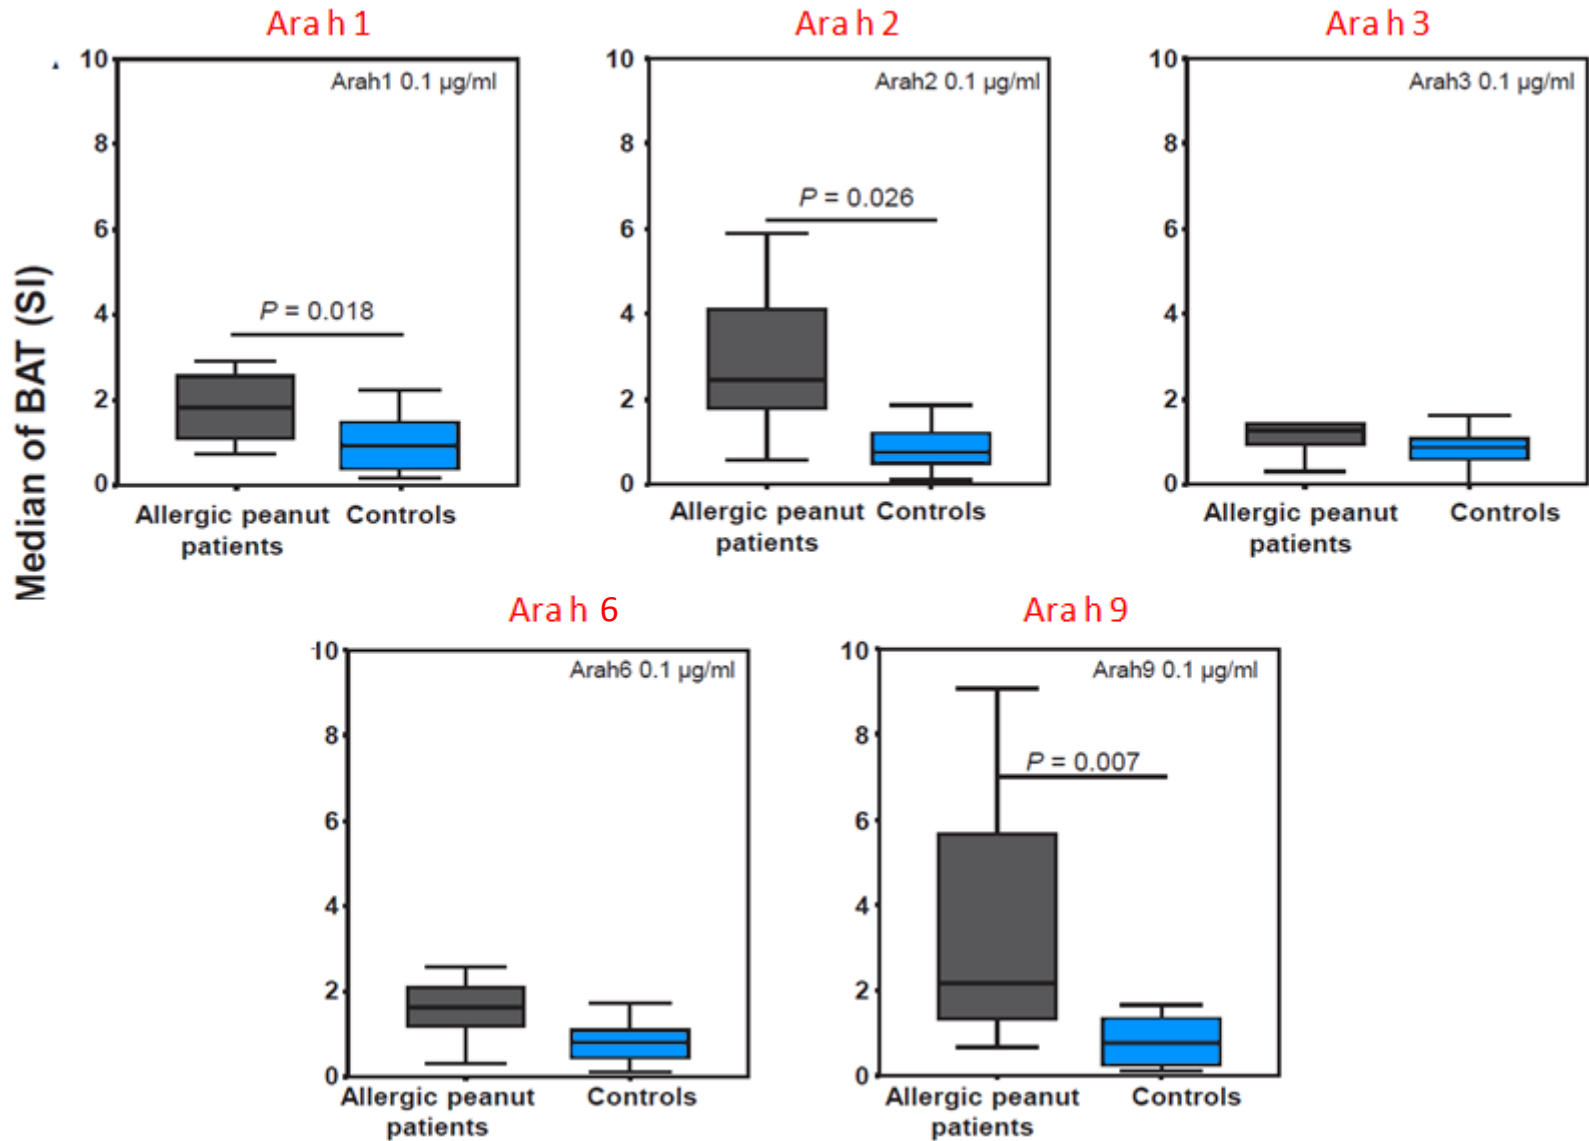 Ara h 1
Ara h 2
Ara h 3
Median of BAT (SI)
10
8
6
4
2
0
Arah1 0.1 µg/ml
P = 0.018
Allergic peanut
patients
Controls
10
8
6
4
2
0
Arah2 0.1 µg/ml
P = 0.026
Allergic peanut
patients
Controls
10
8
6
4
2
0
Arah3 0.1 µg/ml
Allergic peanut
patients
Controls
Ara h 6
Ara h 9
10
8
6
4
2
0
Arah6 0.1 µg/ml
Allergic peanut
patients
Controls
10
8
6
4
2
0
Arah9 0.1 µg/ml
P = 0.007
Allergic peanut
patients
Controls